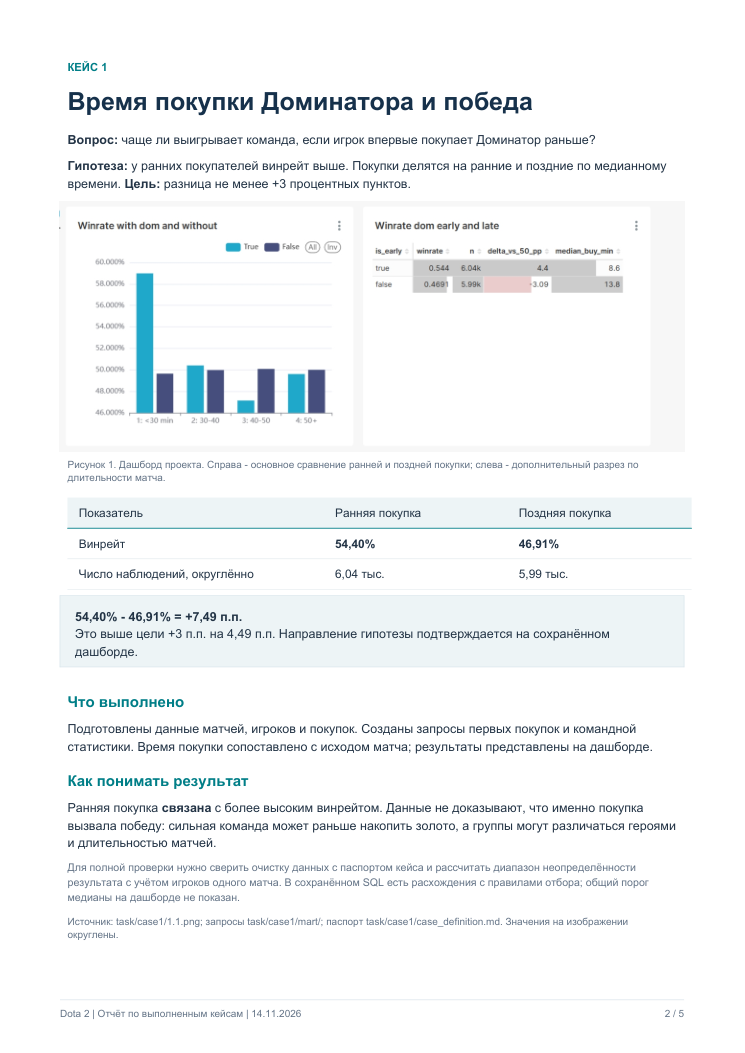 КЕЙС 1
Время покупки Доминатора и победа
Вопрос: чаще ли выигрывает команда, если игрок впервые покупает Доминатор раньше?
Гипотеза: у ранних покупателей винрейт выше. Покупки делятся на ранние и поздние по медианному
времени. Цель: разница не менее +3 процентных пунктов.
Winrate with dom and without
True False All Inv
60.000%
58.000%
56.000%
54.000%
52.000%
50.000%
48.000%
46.000%
1: <30 min 2: 30-40 3: 40-50 4: 50+
Winrate dom early and late
is_early winrate n delta_vs_50_pp median_buy_min
true 0.544 6.04k 4.4 8.6
false 0.4691 5.99k -3.09 13.8
Рисунок 1. Дашборд проекта. Справа - основное сравнение ранней и поздней покупки; слева - дополнительный разрез по
длительности матча.
Показатель Ранняя покупка Поздняя покупка
Винрейт 54,40% 46,91%
Число наблюдений, округлённо 6,04 тыс. 5,99 тыс.
54,40% - 46,91% = +7,49 п.п.
Это выше цели +3 п.п. на 4,49 п.п. Направление гипотезы подтверждается на сохранённом
дашборде.
Что выполнено
Подготовлены данные матчей, игроков и покупок. Созданы запросы первых покупок и командной
статистики. Время покупки сопоставлено с исходом матча; результаты представлены на дашборде.
Как понимать результат
Ранняя покупка связана с более высоким винрейтом. Данные не доказывают, что именно покупка
вызвала победу: сильная команда может раньше накопить золото, а группы могут различаться героями
и длительностью матчей.
Для полной проверки нужно сверить очистку данных с паспортом кейса и рассчитать диапазон неопределённости
результата с учётом игроков одного матча. В сохранённом SQL есть расхождения с правилами отбора; общий порог
медианы на дашборде не показан.
Источник: task/case1/1.1.png; запросы task/case1/mart/; паспорт task/case1/case_definition.md. Значения на изображении
округлены.
Dota 2 | Отчёт по выполненным кейсам | 14.11.2026 2 / 5